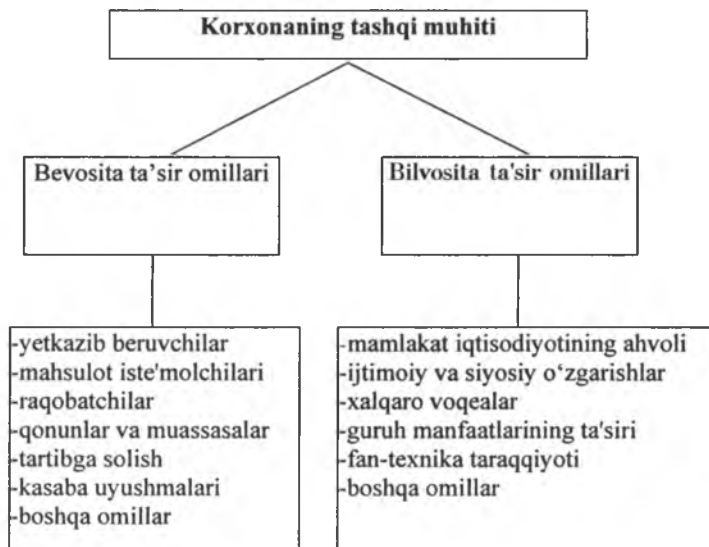 Korxonaning tashqi muhiti
Bevosita ta’sir omillari
Bilvosita ta'sir omillari
-yetkazib beruvchilar
-mahsulot iste'molchilari
-raqobatchilar
-qonunlar va muassasalar
-tartibga solish
-kasaba uyushmalari
-boshqa omillar
-mamlakat iqtisodiyotining ahvoli
-ijtimoiy va siyosiy o‘zgarishlar
-xalqaro voqealar
-guruh manfaatlarining ta'siri
-fan-texnika taraqqiyoti
-boshqa omillar